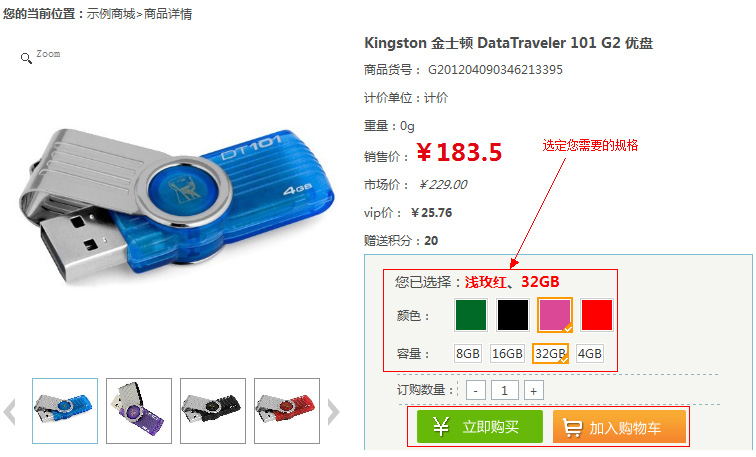 您的当前位置：示例商城>商品详情
Zoom
DT101
4GB
Kingston 金士顿 DataTraveler 101 G2 优盘
商品货号： G201204090346213395
计价单位：计价
重量：0g
销售价：￥183.5
市场价： ￥229.00
vip价： ￥25.76
赠送积分：20
选定您需要的规格
您已选择：浅玫红、32GB
颜色：
容量： 8GB 16GB 32GB 4GB
订购数量： - 1 +
￥ 立即购买 加入购物车